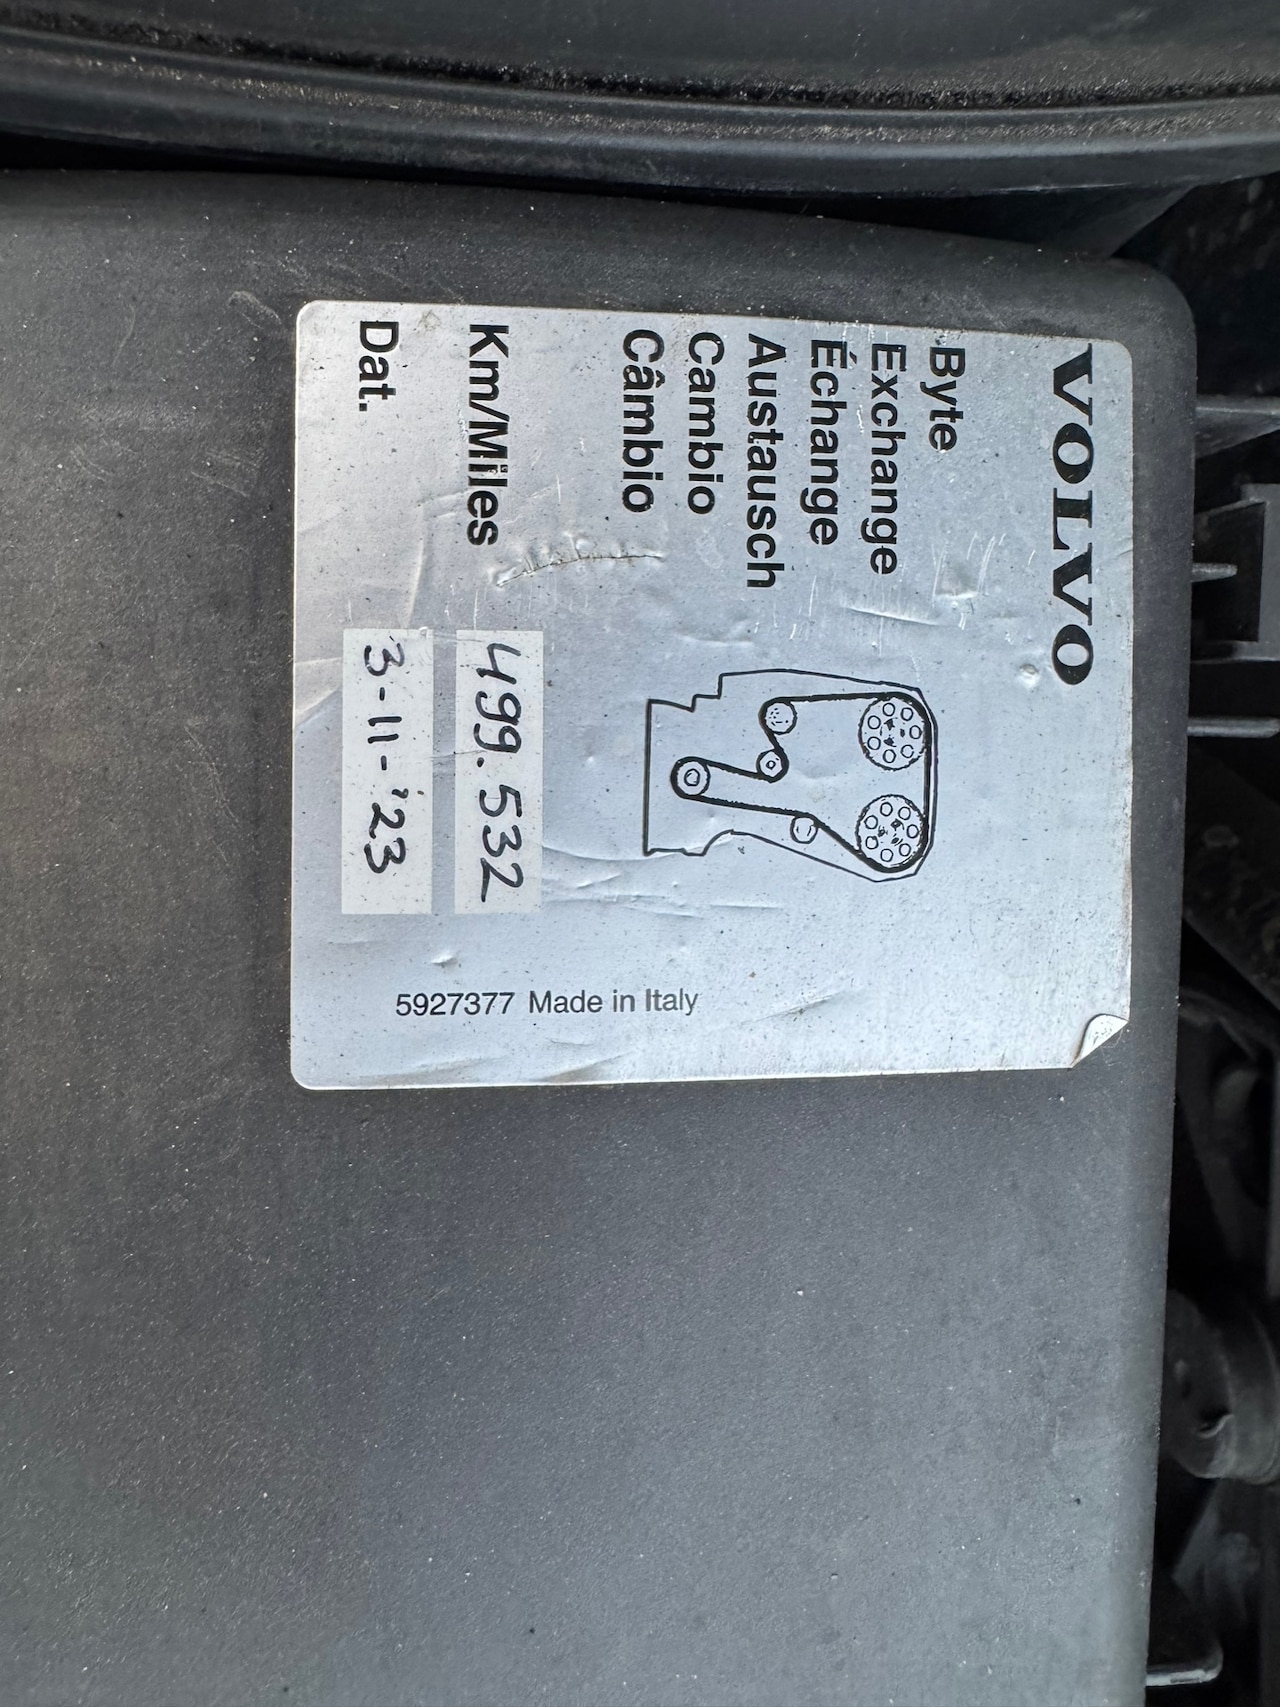 VOLVO
Byte
Exchange
Échange
Austausch
Cambio
Câmbio
Km/Miles 499.532
Dat. 3-11-'23
5927377 Made in Italy